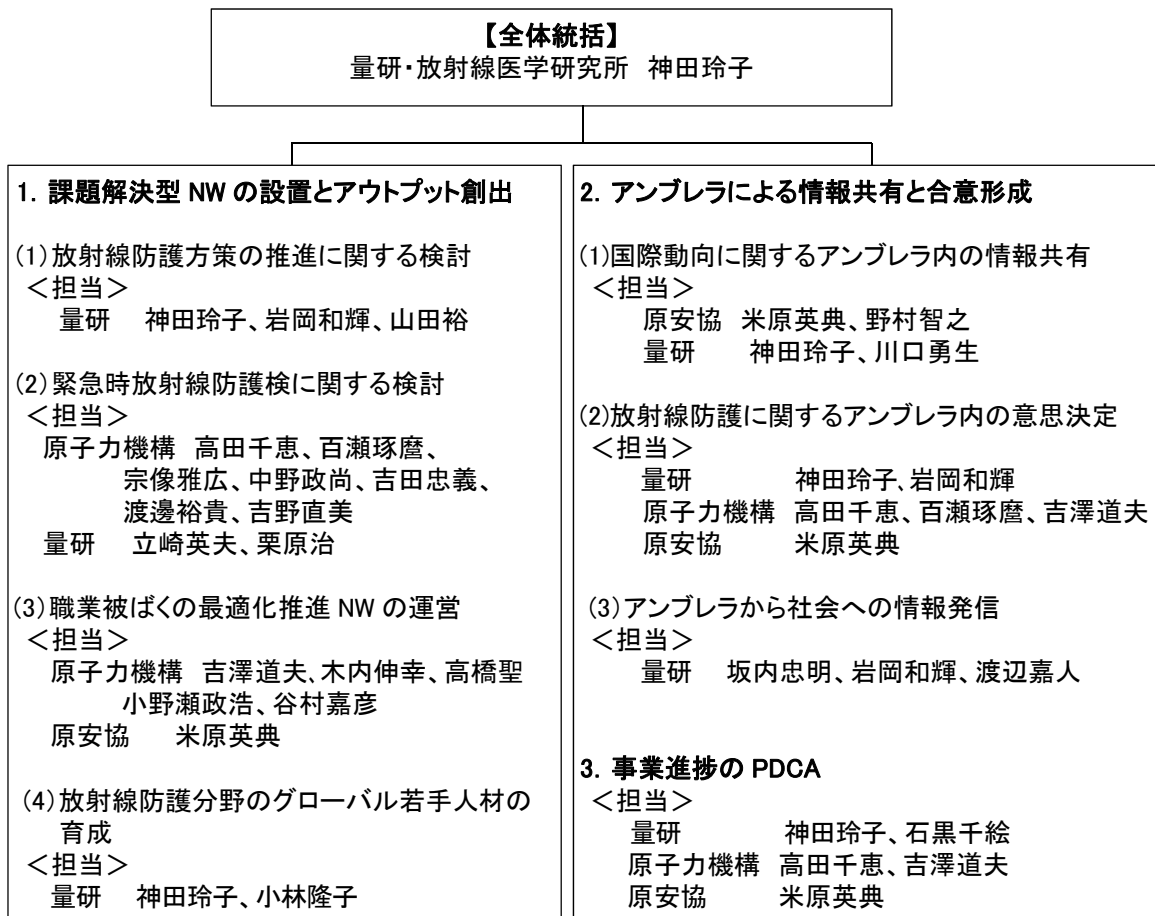 【全体統括】
量研・放射線医学研究所 神田玲子
1. 課題解決型 NW の設置とアウトプット創出
(1)放射線防護方策の推進に関する検討
＜担当＞
量研 神田玲子、岩岡和輝、山田裕
(2)緊急時放射線防護検に関する検討
＜担当＞
原子力機構 高田千恵、百瀬琢麿、
宗像雅広、中野政尚、吉田忠義、
渡邊裕貴、吉野直美
量研 立崎英夫、栗原治
(3)職業被ばくの最適化推進 NW の運営
＜担当＞
原子力機構 吉澤道夫、木内伸幸、高橋聖
小野瀬政浩、谷村嘉彦
原安協 米原英典
(4)放射線防護分野のグローバル若手人材の
育成
＜担当＞
量研 神田玲子、小林隆子
2. アンブレラによる情報共有と合意形成
(1)国際動向に関するアンブレラ内の情報共有
＜担当＞
原安協 米原英典、野村智之
量研 神田玲子、川口勇生
(2)放射線防護に関するアンブレラ内の意思決定
＜担当＞
量研 神田玲子、岩岡和輝
原子力機構 高田千恵、百瀬琢麿、吉澤道夫
原安協 米原英典
(3)アンブレラから社会への情報発信
＜担当＞
量研 坂内忠明、岩岡和輝、渡辺嘉人
3. 事業進捗の PDCA
＜担当＞
量研 神田玲子、石黒千絵
原子力機構 高田千恵、吉澤道夫
原安協 米原英典